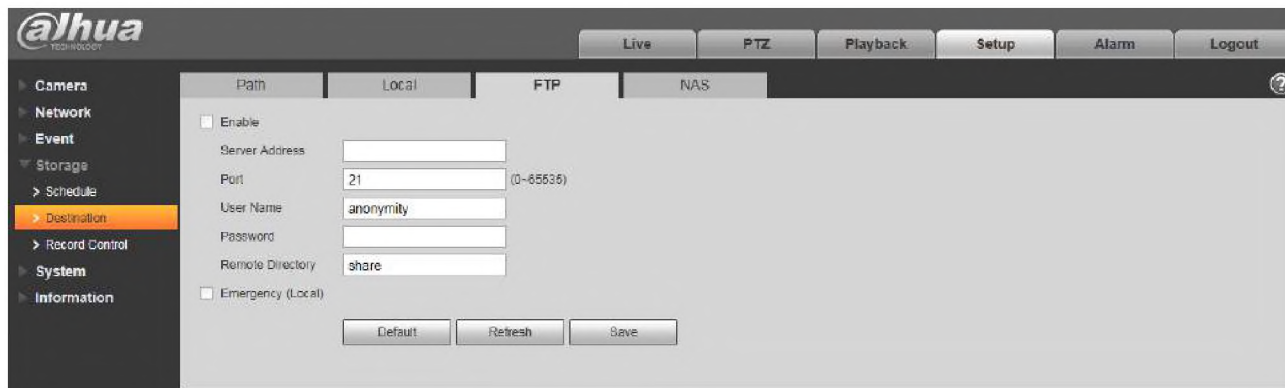 alhua
TECHNOLOGY
Live PTZ Playback Setup Alarm Logout
Camera
Network
Event
Storage
> Schedule
> Destination
> Record Control
System
Information
Path Local FTP NAS
?
Enable
Server Address
Port 21 (0~65535)
User Name anonymity
Password
Remote Directory share
Emergency (Local)
Default Refresh Save